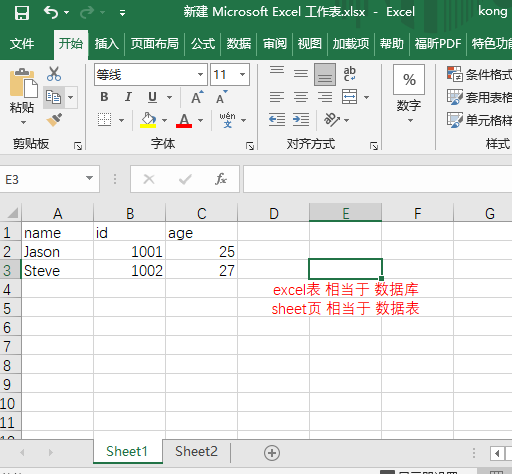 新建 Microsoft Excel 工作表.xlsx - Excel
kong
文件 开始 插入 页面布局 公式 数据 审阅 视图 加载项 帮助 福昕PDF 特色功能
等线 11
粘贴
B I U A A
ab
%
数字
条件格式
套用表格
单元格样
wén
文
A
剪贴板 字体 对齐方式 样式
E3 fx
A B C D E F G
1 name id age
2 Jason 1001 25
3 Steve 1002 27
4 excel表 相当于 数据库
5 sheet页 相当于 数据表
6
7
8
9
10
11
Sheet1 Sheet2